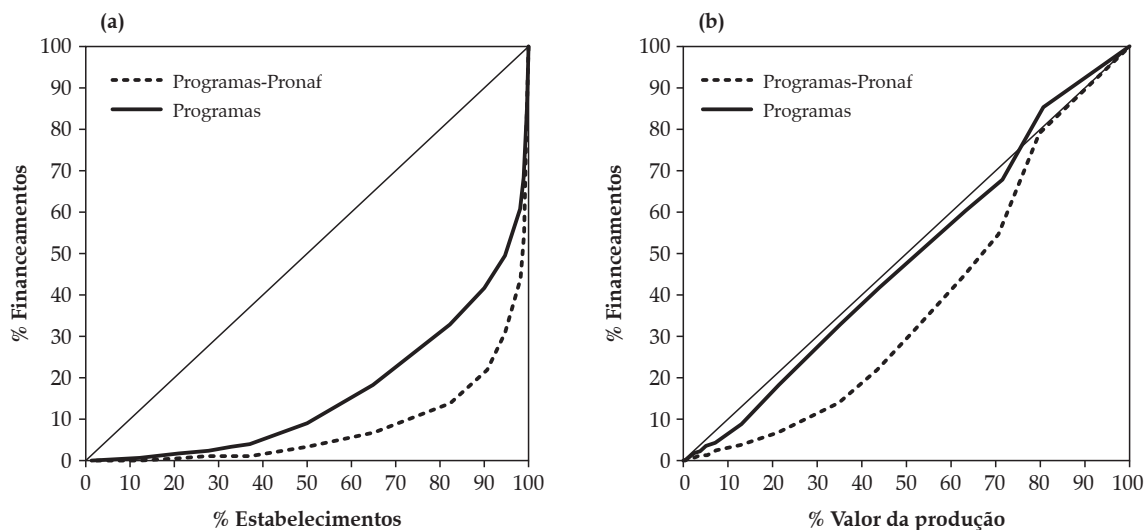 (a)
100
90
80
70
60
50
40
30
20
10
0
% Financeamentos
Programas-Pronaf
Programas
0 10 20 30 40 50 60 70 80 90 100
% Estabelecimentos
(b)
100
90
80
70
60
50
40
30
20
10
0
% Financeamentos
Programas-Pronaf
Programas
0 10 20 30 40 50 60 70 80 90 100
% Valor da produção